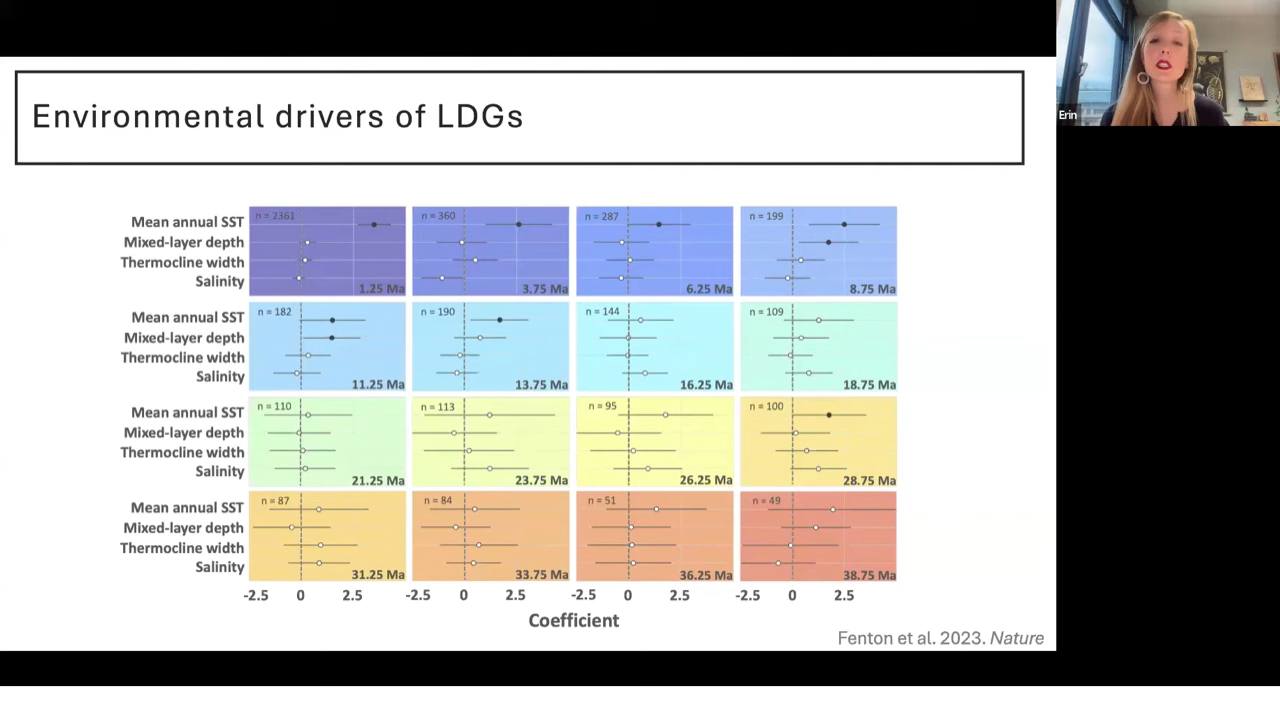 Erin
Environmental drivers of LDGs
Mean annual SST
Mixed-layer depth
Thermocline width
Salinity
n = 2361
1.25 Ma
n = 360
3.75 Ma
n = 287
6.25 Ma
n = 199
8.75 Ma
Mean annual SST
Mixed-layer depth
Thermocline width
Salinity
n = 182
11.25 Ma
n = 190
13.75 Ma
n = 144
16.25 Ma
n = 109
18.75 Ma
Mean annual SST
Mixed-layer depth
Thermocline width
Salinity
n = 110
21.25 Ma
n = 113
23.75 Ma
n = 95
26.25 Ma
n = 100
28.75 Ma
Mean annual SST
Mixed-layer depth
Thermocline width
Salinity
n = 87
31.25 Ma
n = 84
33.75 Ma
n = 51
36.25 Ma
n = 49
38.75 Ma
-2.5 0 2.5 -2.5 0 2.5 -2.5 0 2.5 -2.5 0 2.5
Coefficient
Fenton et al. 2023. Nature